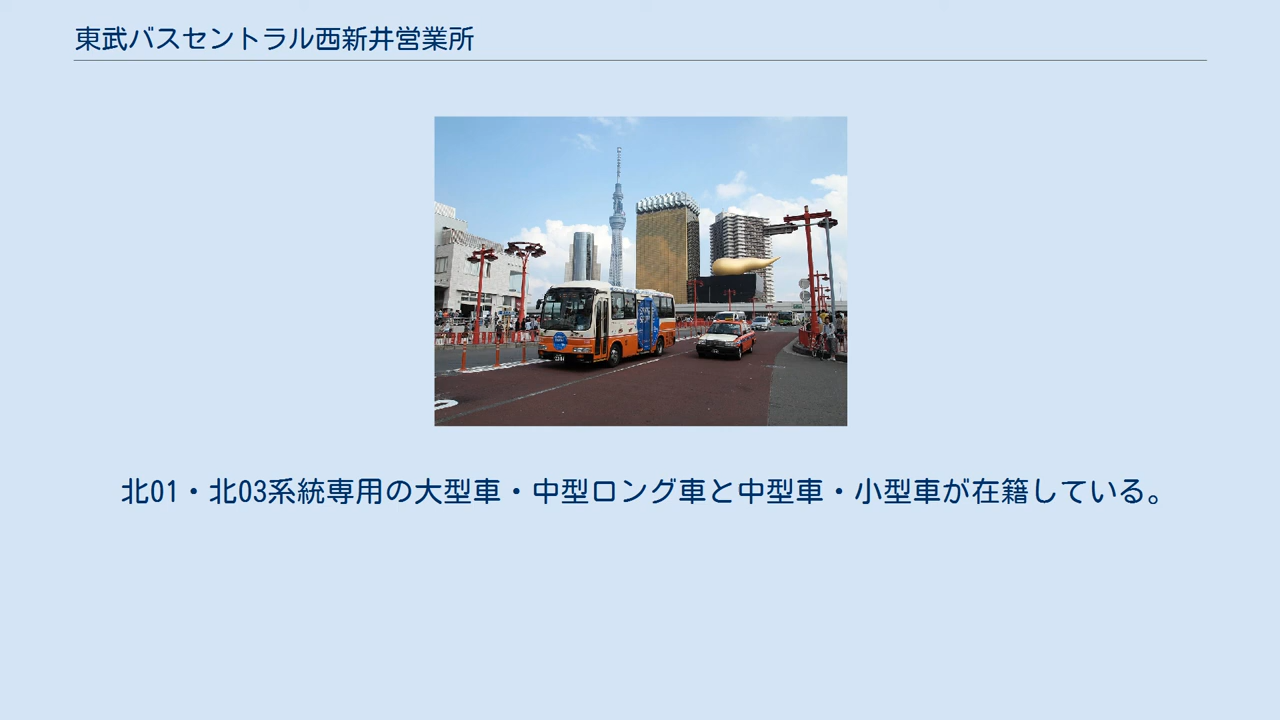 東武バスセントラル西新井営業所
北01・北03系統専用の大型車・中型ロング車と中型車・小型車が在籍している。